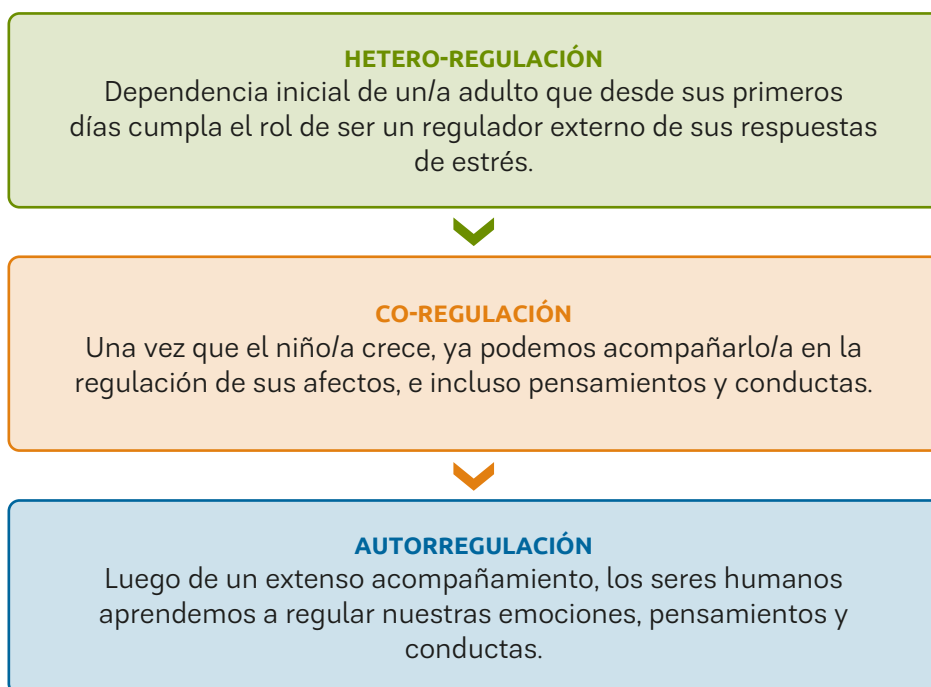 HETERO-REGULACIÓN
Dependencia inicial de un/a adulto que desde sus primeros
días cumpla el rol de ser un regulador externo de sus respuestas
de estrés.
CO-REGULACIÓN
Una vez que el niño/a crece, ya podemos acompañarlo/a en la
regulación de sus afectos, e incluso pensamientos y conductas.
AUTORREGULACIÓN
Luego de un extenso acompañamiento, los seres humanos
aprendemos a regular nuestras emociones, pensamientos y
conductas.